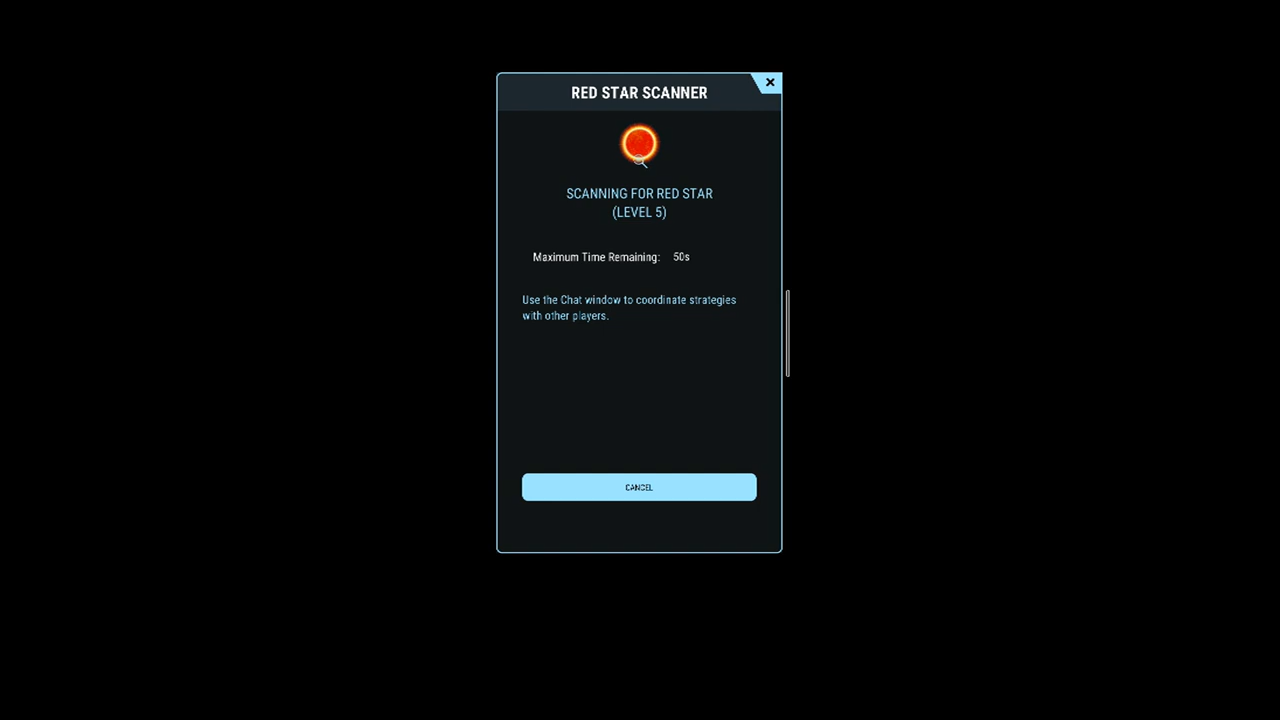 RED STAR SCANNER
SCANNING FOR RED STAR
(LEVEL 5)
Maximum Time Remaining: 50s
Use the Chat window to coordinate strategies
with other players.
CANCEL